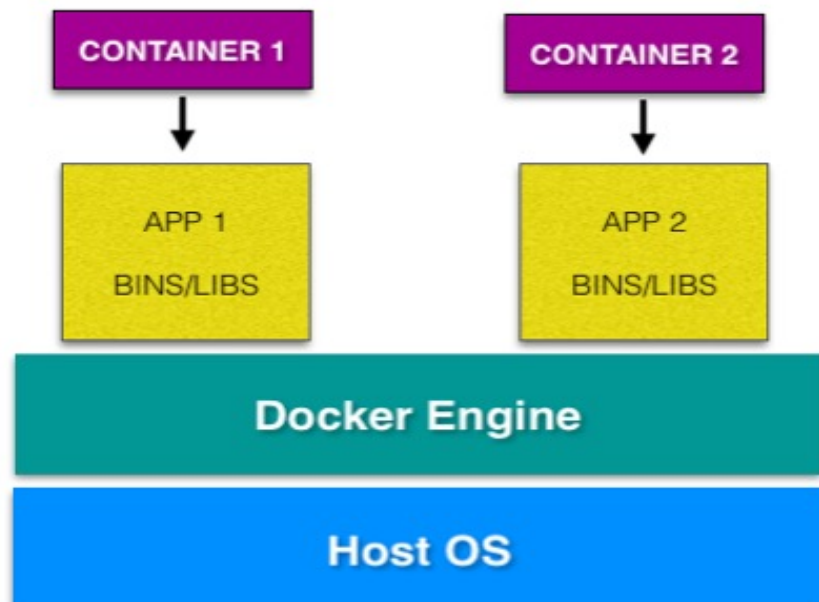 CONTAINER 1
CONTAINER 2
APP 1
BINS/LIBS
APP 2
BINS/LIBS
Docker Engine
Host OS